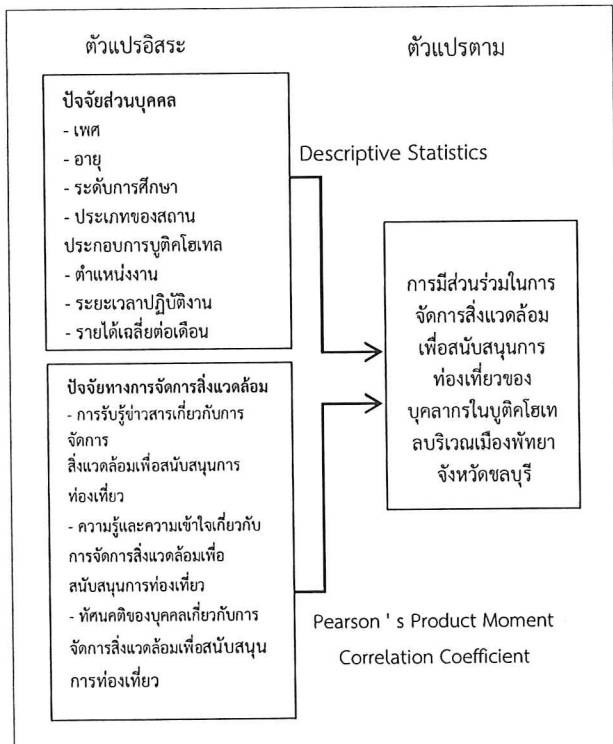 ตัวแปรอิสระ
ตัวแปรตาม
ปัจจัยส่วนบุคคล
- เพศ
- อายุ
- ระดับการศึกษา
- ประเภทของสถาน
ประกอบการบูติคโฮเทล
- ตำแหน่งงาน
- ระยะเวลาปฏิบัติงาน
- รายได้เฉลี่ยต่อเดือน
Descriptive Statistics
การมีส่วนร่วมในการ
จัดการสิ่งแวดล้อม
เพื่อสนับสนุนการ
ท่องเที่ยวของ
บุคลากรในบูติคโฮเท
ลบริเวณเมืองพัทยา
จังหวัดชลบุรี
ปัจจัยทางการจัดการสิ่งแวดล้อม
- การรับรู้ข่าวสารเกี่ยวกับการ
จัดการ
สิ่งแวดล้อมเพื่อสนับสนุนการ
ท่องเที่ยว
- ความรู้และความเข้าใจเกี่ยวกับ
การจัดการสิ่งแวดล้อมเพื่อ
สนับสนุนการท่องเที่ยว
- ทัศนคติของบุคคลเกี่ยวกับการ
จัดการสิ่งแวดล้อมเพื่อสนับสนุน
การท่องเที่ยว
Pearson ' s Product Moment
Correlation Coefficient